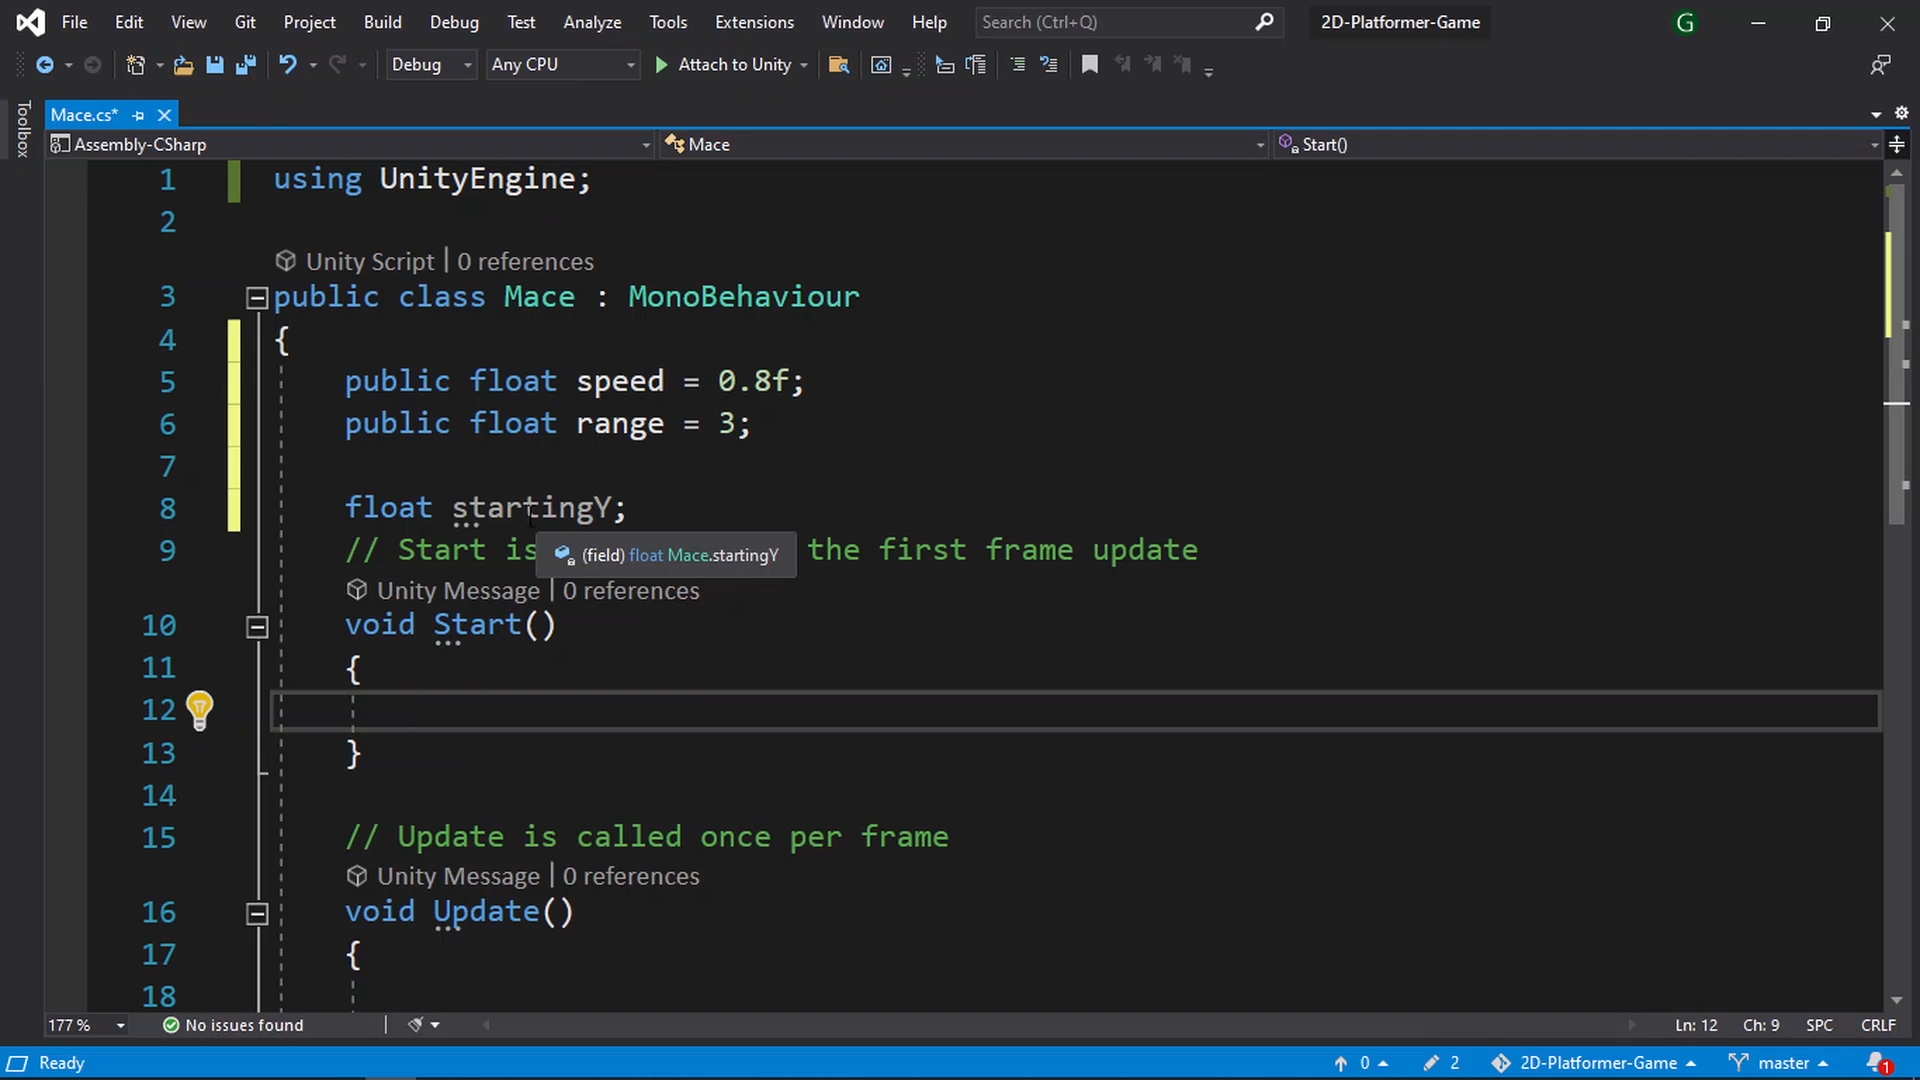 File Edit View Git Project Build Debug Test Analyze Tools Extensions Window Help Search (Ctrl+Q) 2D-Platformer-Game G
Debug Any CPU Attach to Unity
Toolbox
Mace.cs*
Assembly-CSharp Mace Start()
1 using UnityEngine;
2
Unity Script | 0 references
3 public class Mace : MonoBehaviour
4 {
5 public float speed = 0.8f;
6 public float range = 3;
7
8 float startingY;
9 // Start is the first frame update
(field) float Mace.startingY
Unity Message | 0 references
10 void Start()
11 {
12
13 }
14
15 // Update is called once per frame
Unity Message | 0 references
16 void Update()
17 {
18
177 % No issues found Ln: 12 Ch: 9 SPC CRLF
Ready 0 2 2D-Platformer-Game master 1